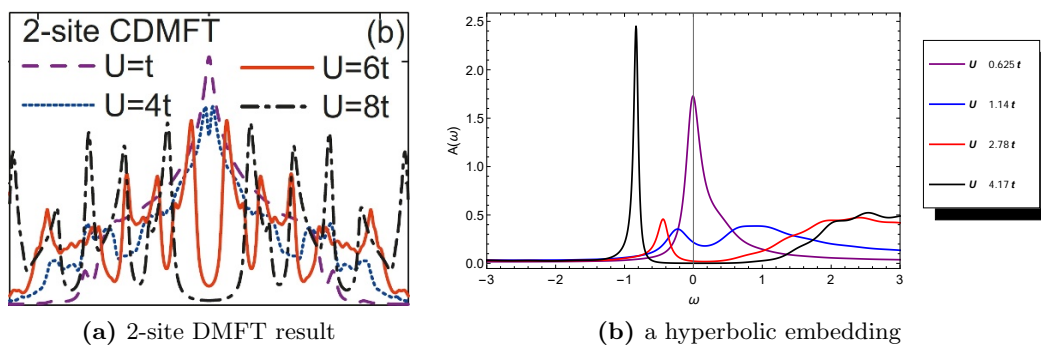 2-site CDMFT (b)
U=t U=6t
U=4t U=8t
(a) 2-site DMFT result
2.5
2.0
1.5
1.0
0.5
0.0
A(ω)
-3 -2 -1 0 1 2 3
ω
U 0.625 t
U 1.14 t
U 2.78 t
U 4.17 t
(b) a hyperbolic embedding